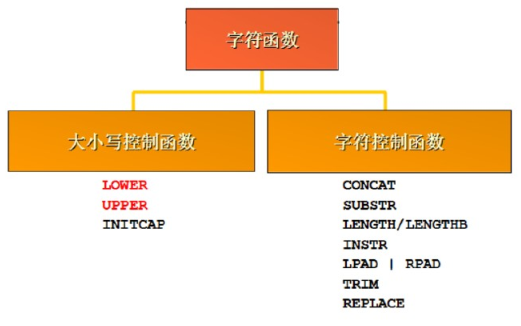 字符函数
大小写控制函数
字符控制函数
LOWER
UPPER
INITCAP
CONCAT
SUBSTR
LENGTH/LENGTHB
INSTR
LPAD | RPAD
TRIM
REPLACE